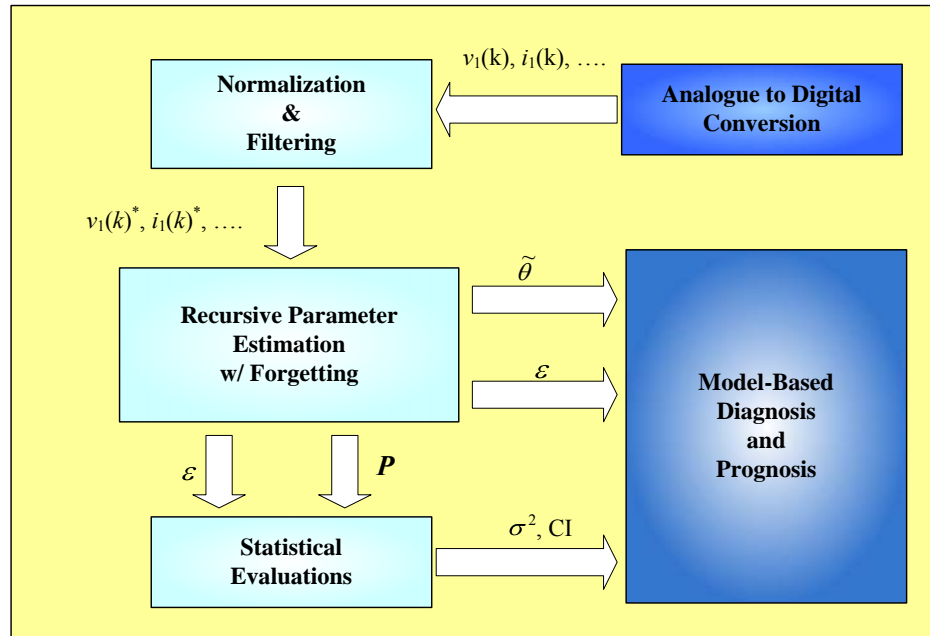 v₁(k), i₁(k), ….
Normalization
&
Filtering
Analogue to Digital
Conversion
v₁(k)*, i₁(k)*, ….
Recursive Parameter
Estimation
w/ Forgetting
θ̃
ε
Model-Based
Diagnosis
and
Prognosis
ε
P
Statistical
Evaluations
σ², CI